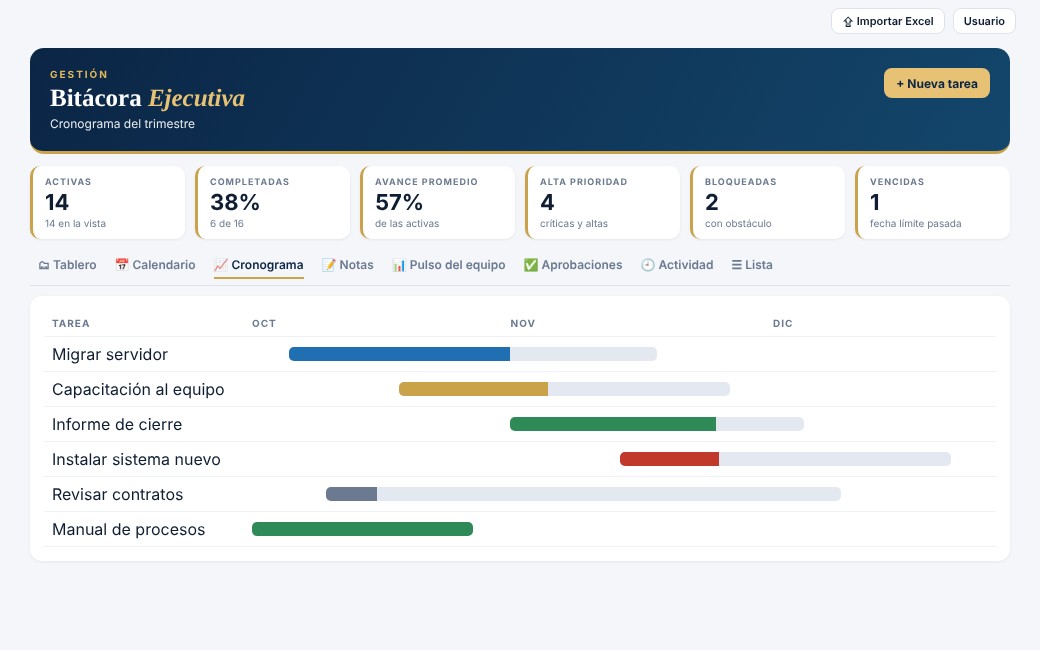 ⇧ Importar Excel
Usuario
GESTIÓN
Bitácora Ejecutiva
Cronograma del trimestre
+ Nueva tarea
ACTIVAS
14
14 en la vista
COMPLETADAS
38%
6 de 16
AVANCE PROMEDIO
57%
de las activas
ALTA PRIORIDAD
4
críticas y altas
BLOQUEADAS
2
con obstáculo
VENCIDAS
1
fecha límite pasada
Tablero Calendario Cronograma Notas Pulso del equipo Aprobaciones Actividad Lista
TAREA OCT NOV DIC
Migrar servidor
Capacitación al equipo
Informe de cierre
Instalar sistema nuevo
Revisar contratos
Manual de procesos